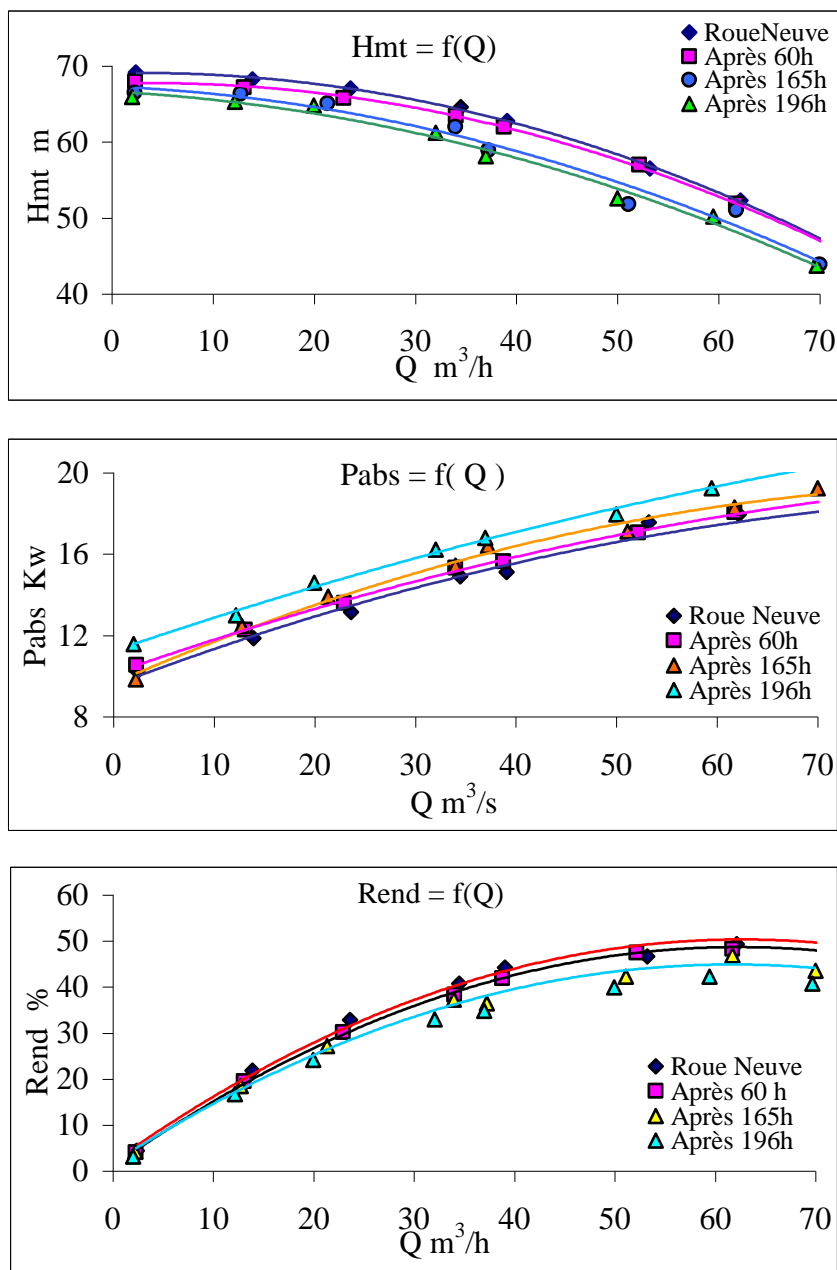 Hmt = f(Q)
RoueNeuve
Après 60h
Après 165h
Après 196h
Hmt m
70
60
50
40
0 10 20 30 40 50 60 70
Q m³/h
Pabs = f( Q )
Pabs Kw
20
16
12
8
Roue Neuve
Après 60h
Après 165h
Après 196h
0 10 20 30 40 50 60 70
Q m³/s
Rend = f(Q)
Rend %
60
50
40
30
20
10
0
Roue Neuve
Après 60 h
Après 165h
Après 196h
0 10 20 30 40 50 60 70
Q m³/h